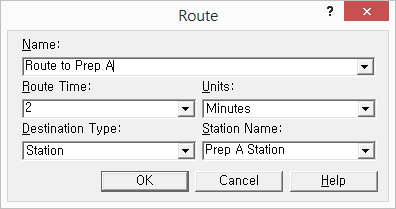 Route
? ×
Name:
Route to Prep A
Route Time: Units:
2 Minutes
Destination Type: Station Name:
Station Prep A Station
OK Cancel Help